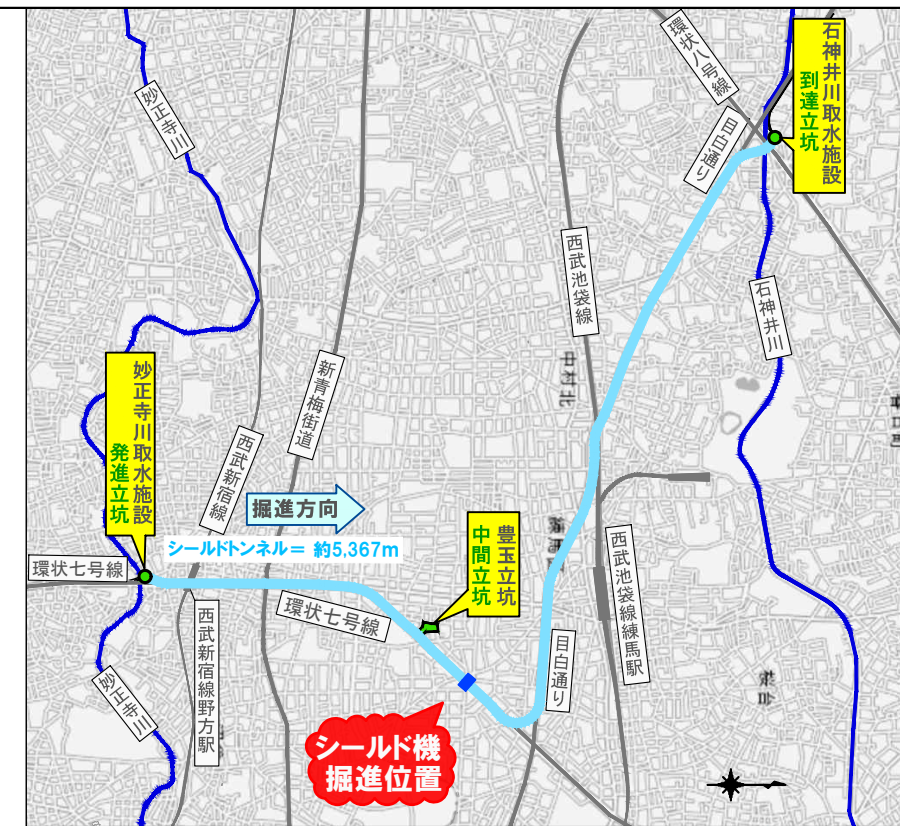 環状八号線
石神井川取水施設
到達立坑
妙正寺川
目白通り
西武池袋線
石神井川
新青梅街道
中村北
妙正寺川取水施設
発進立坑
西武新宿線
掘進方向
シールドトンネル＝ 約5,367m
豊玉立坑
中間立坑
環状七号線
環状七号線
西武池袋線練馬駅
西武新宿線野方駅
目白通り
妙正寺川
シールド機
掘進位置